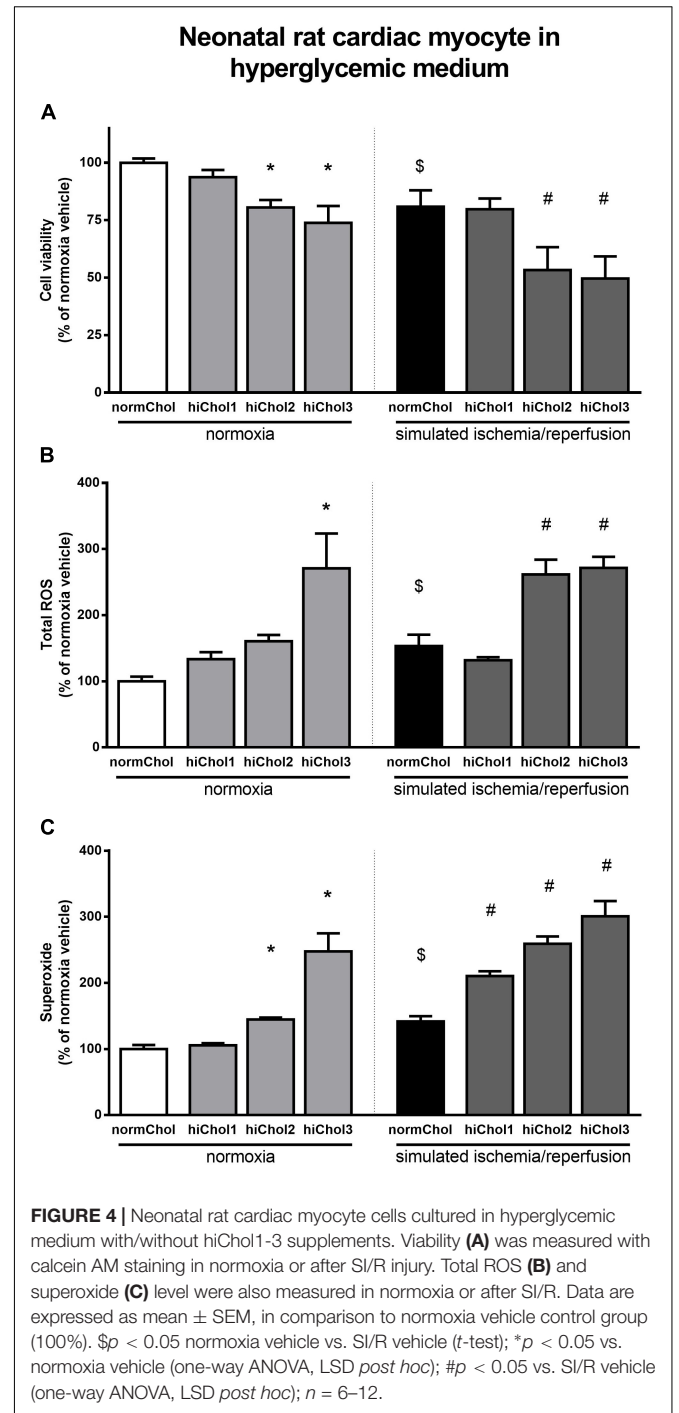 Neonatal rat cardiac myocyte in
hyperglycemic medium
A
Cell viability
(% of normoxia vehicle)
100
75
50
25
0
* * $ # #
normChol hiChol1 hiChol2 hiChol3 normChol hiChol1 hiChol2 hiChol3
normoxia simulated ischemia/reperfusion
B
Total ROS
(% of normoxia vehicle)
400
300
200
100
0
* $ # #
normChol hiChol1 hiChol2 hiChol3 normChol hiChol1 hiChol2 hiChol3
normoxia simulated ischemia/reperfusion
C
Superoxide
(% of normoxia vehicle)
400
300
200
100
0
* * $ # # #
normChol hiChol1 hiChol2 hiChol3 normChol hiChol1 hiChol2 hiChol3
normoxia simulated ischemia/reperfusion
FIGURE 4 | Neonatal rat cardiac myocyte cells cultured in hyperglycemic
medium with/without hiChol1-3 supplements. Viability (A) was measured with
calcein AM staining in normoxia or after SI/R injury. Total ROS (B) and
superoxide (C) level were also measured in normoxia or after SI/R. Data are
expressed as mean ± SEM, in comparison to normoxia vehicle control group
(100%). $p < 0.05 normoxia vehicle vs. SI/R vehicle (t-test); *p < 0.05 vs.
normoxia vehicle (one-way ANOVA, LSD post hoc); #p < 0.05 vs. SI/R vehicle
(one-way ANOVA, LSD post hoc); n = 6–12.